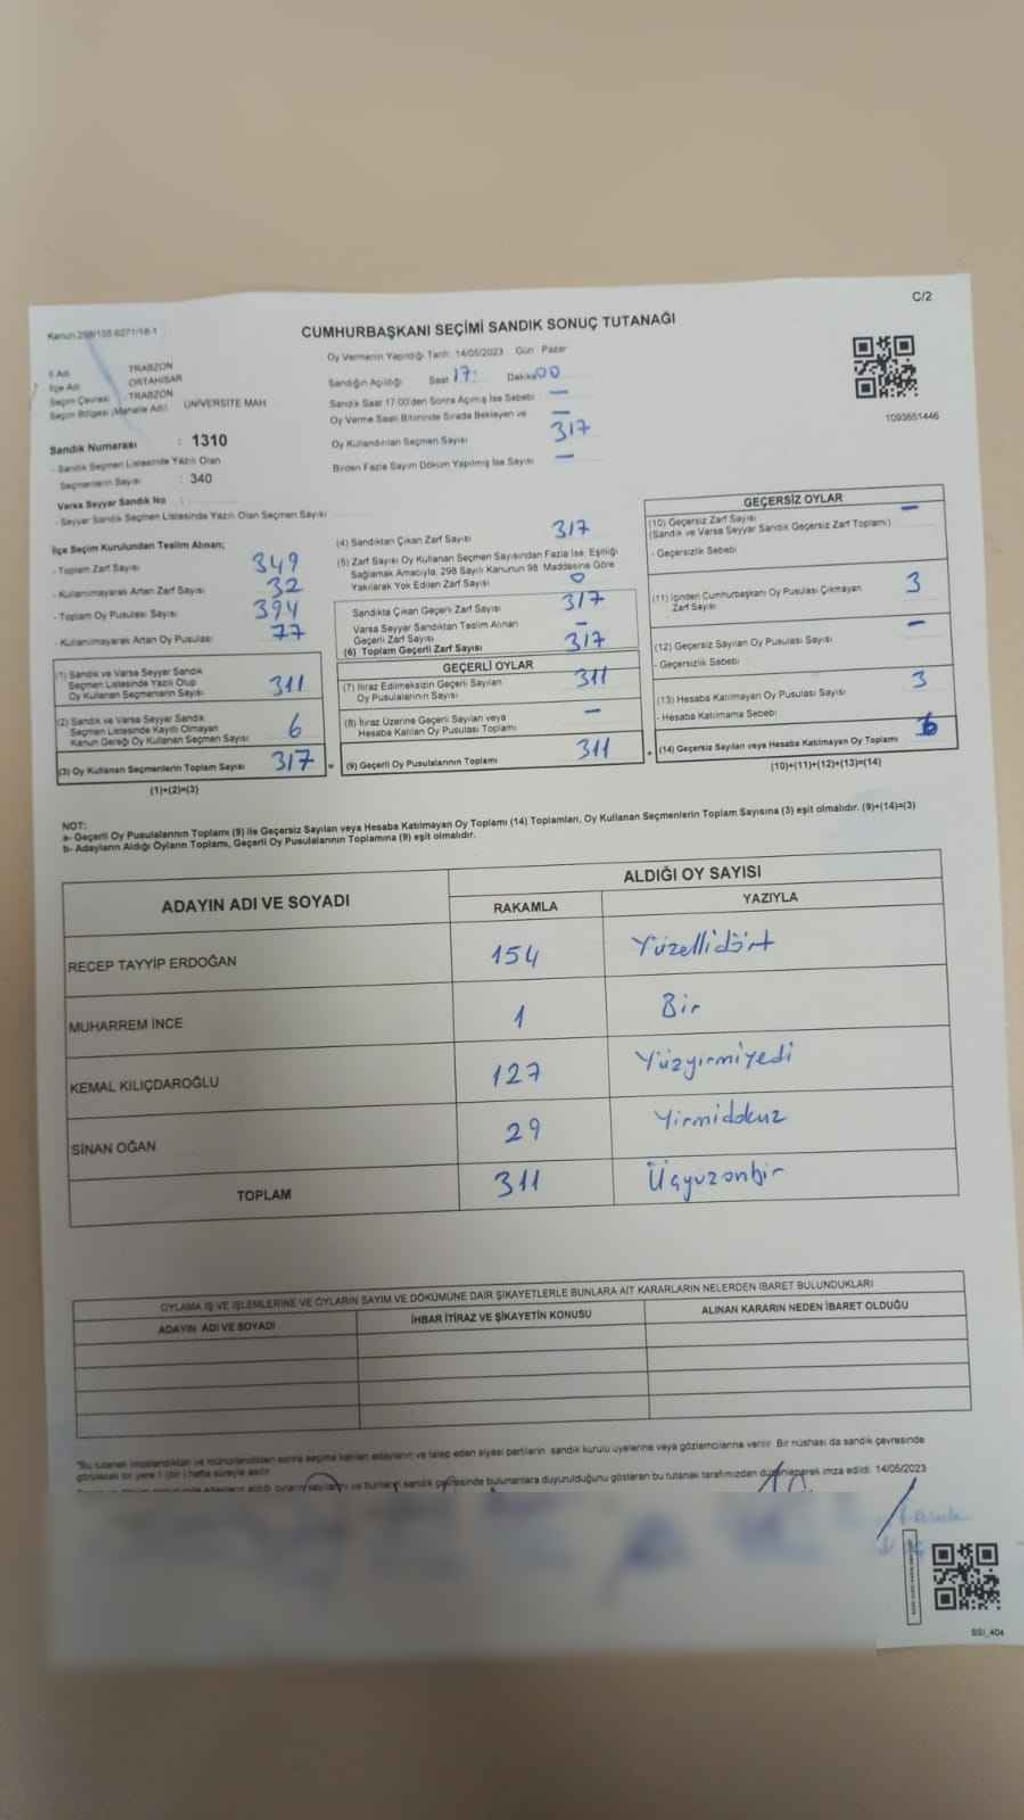 C/2
Kanun 298/105 6271/18-1
CUMHURBAŞKANI SEÇİMİ SANDIK SONUÇ TUTANAĞI
Oy Vermenin Yapıldığı Tarih: 14/05/2023 Gün: Pazar
İl Adı TRABZON
İlçe Adı ORTAHİSAR
Seçim Çevresi TRABZON
Seçim Bölgesi (Mahalle Adı) ÜNİVERSİTE MAH
Sandığın Açıldığı Saat 17: Dakika 00
Sandık Saat 17.00'den Sonra Açılmış İse Sebebi —
Oy Verme Saati Bitiminde Sırada Bekleyen ve —
Oy Kullandırılan Seçmen Sayısı 317
Birden Fazla Sayım Döküm Yapılmış İse Sayısı —
1093651446
Sandık Numarası : 1310
- Sandık Seçmen Listesinde Yazılı Olan
Seçmenlerin Sayısı : 340
Varsa Seyyar Sandık No :
- Seyyar Sandık Seçmen Listesinde Yazılı Olan Seçmen Sayısı
İlçe Seçim Kurulundan Teslim Alınan;
- Toplam Zarf Sayısı 349
- Kullanılmayarak Artan Zarf Sayısı 32
- Toplam Oy Pusulası Sayısı 394
- Kullanılmayarak Artan Oy Pusulası 77
(1) Sandık ve Varsa Seyyar Sandık
Seçmen Listesinde Yazılı Olup
Oy Kullanan Seçmenlerin Sayısı 311
(2) Sandık ve Varsa Seyyar Sandık
Seçmen Listesinde Kayıtlı Olmayan
Kanun Gereği Oy Kullanan Seçmen Sayısı 6
(3) Oy Kullanan Seçmenlerin Toplam Sayısı 317
(1)+(2)=(3)
(4) Sandıktan Çıkan Zarf Sayısı 317
(5) Zarf Sayısı Oy Kullanan Seçmen Sayısından Fazla İse, Eşitliği
Sağlamak Amacıyla, 298 Sayılı Kanunun 98. Maddesine Göre
Yakılarak Yok Edilen Zarf Sayısı 0
Sandıkta Çıkan Geçerli Zarf Sayısı 317
Varsa Seyyar Sandıktan Teslim Alınan
Geçerli Zarf Sayısı —
(6) Toplam Geçerli Zarf Sayısı 317
GEÇERLİ OYLAR
(7) İtiraz Edilmeksizin Geçerli Sayılan
Oy Pusulalarının Sayısı 311
(8) İtiraz Üzerine Geçerli Sayılan veya
Hesaba Katılan Oy Pusulası Toplamı —
= (9) Geçerli Oy Pusulalarının Toplamı 311
GEÇERSİZ OYLAR
(10) Geçersiz Zarf Sayısı —
(Sandık ve Varsa Seyyar Sandık Geçersiz Zarf Toplamı)
- Geçersizlik Sebebi
(11) İçinden Cumhurbaşkanı Oy Pusulası Çıkmayan
Zarf Sayısı 3
(12) Geçersiz Sayılan Oy Pusulası Sayısı —
- Geçersizlik Sebebi
(13) Hesaba Katılmayan Oy Pusulası Sayısı 3
- Hesaba Katılmama Sebebi
+ (14) Geçersiz Sayılan veya Hesaba Katılmayan Oy Toplamı 6
(10)+(11)+(12)+(13)=(14)
NOT:
a- Geçerli Oy Pusulalarının Toplamı (9) ile Geçersiz Sayılan veya Hesaba Katılmayan Oy Toplamı (14) Toplamları, Oy Kullanan Seçmenlerin Toplam Sayısına (3) eşit olmalıdır. (9)+(14)=(3)
b- Adayların Aldığı Oyların Toplamı, Geçerli Oy Pusulalarının Toplamına (9) eşit olmalıdır.
ADAYIN ADI VE SOYADI
ALDIĞI OY SAYISI
RAKAMLA YAZIYLA
RECEP TAYYİP ERDOĞAN 154 Yüzellidört
MUHARREM İNCE 1 Bir
KEMAL KILIÇDAROĞLU 127 Yüzyirmiyedi
SİNAN OĞAN 29 Yirmidokuz
TOPLAM 311 Üçyüzonbir
OYLAMA İŞ VE İŞLEMLERİNE VE OYLARIN SAYIM VE DÖKÜMÜNE DAİR ŞİKAYETLERLE BUNLARA AİT KARARLARIN NELERDEN İBARET BULUNDUKLARI
ADAYIN ADI VE SOYADI İHBAR İTİRAZ VE ŞİKAYETİN KONUSU ALINAN KARARIN NEDEN İBARET OLDUĞU
"Bu tutanak imzalandıktan ve mühürlendikten sonra seçime katılan adayların ve talep eden siyasi partilerin sandık kurulu üyelerine veya gözlemcilerine verilir. Bir nüshası da sandık çevresinde
görülebilen bir yere 1 (bir) hafta süreyle asılır
sandık çevresinde bulunanlara duyurulduğunu gösteren bu tutanak tarafımızdan düzenlenerek imza edildi. 14/05/2023
SSI_404